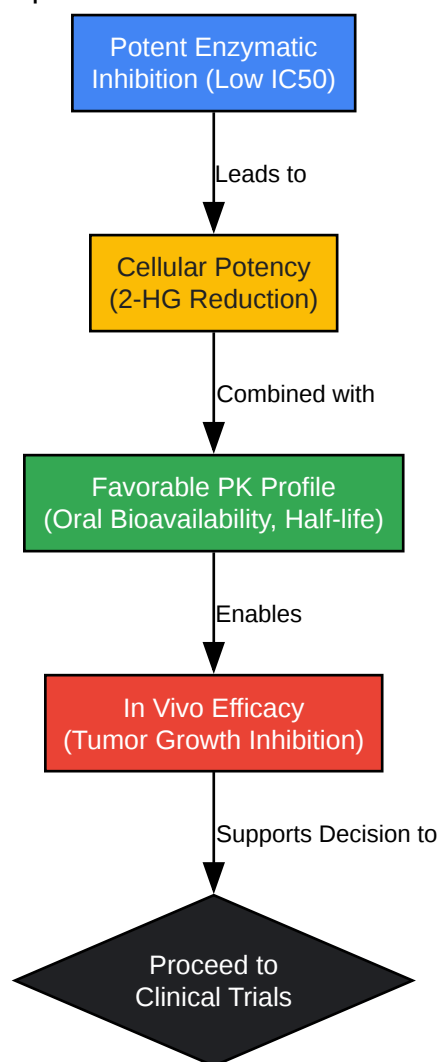 Potent Enzymatic
Inhibition (Low IC50)
Leads to
Cellular Potency
(2-HG Reduction)
Combined with
Favorable PK Profile
(Oral Bioavailability, Half-life)
Enables
In Vivo Efficacy
(Tumor Growth Inhibition)
Supports Decision to
Proceed to
Clinical Trials